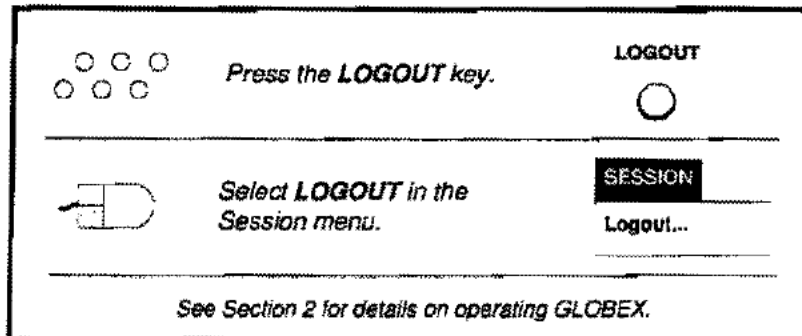 Press the LOGOUT key.
LOGOUT
Select LOGOUT in the
Session menu.
SESSION
Logout...
See Section 2 for details on operating GLOBEX.